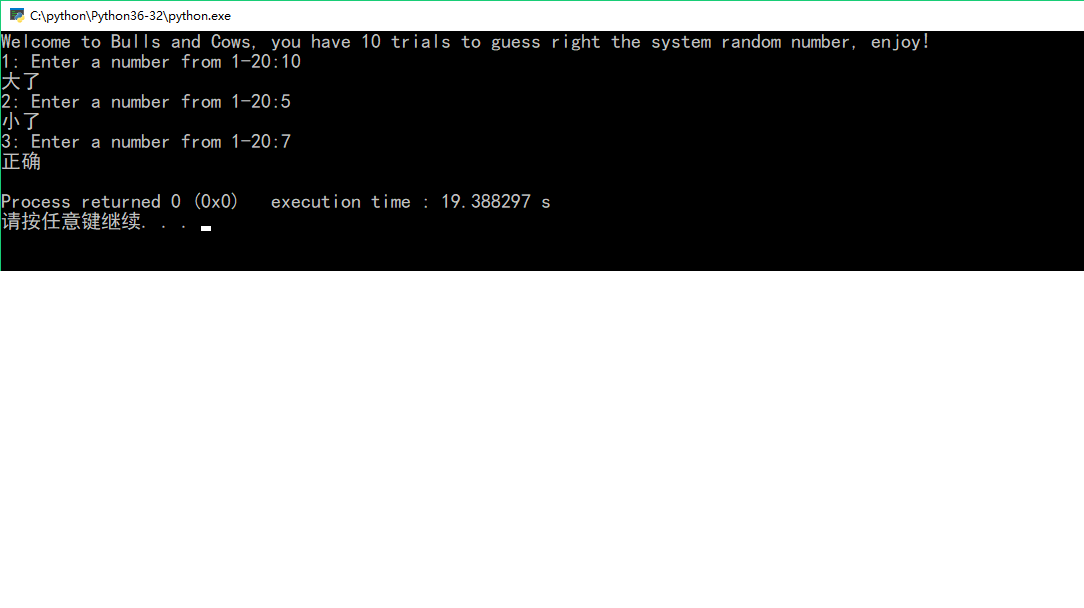 C:\python\Python36-32\python.exe
Welcome to Bulls and Cows, you have 10 trials to guess right the system random number, enjoy!
1: Enter a number from 1-20:10
大了
2: Enter a number from 1-20:5
小了
3: Enter a number from 1-20:7
正确
Process returned 0 (0x0)   execution time : 19.388297 s
请按任意键继续. . .